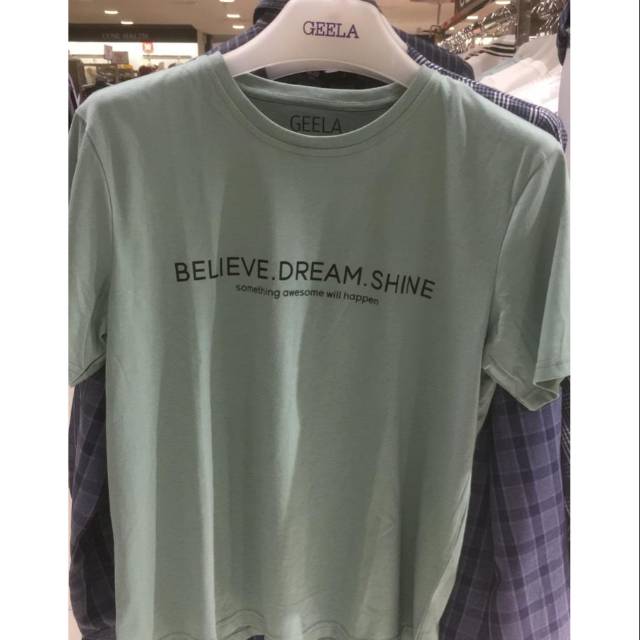 GEELA
GEELA
BELIEVE.DREAM.SHINE
something awesome will happen